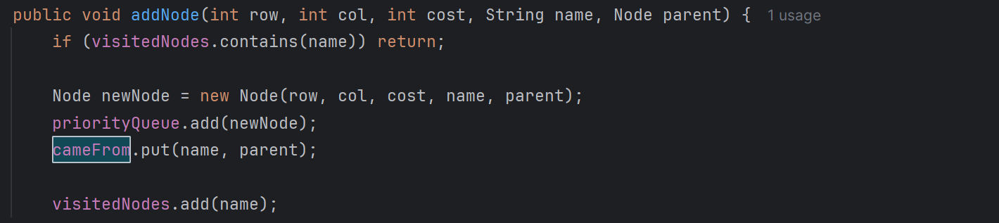 public void addNode(int row, int col, int cost, String name, Node parent) { 1 usage
if (visitedNodes.contains(name)) return;
Node newNode = new Node(row, col, cost, name, parent);
priorityQueue.add(newNode);
cameFrom.put(name, parent);
visitedNodes.add(name);